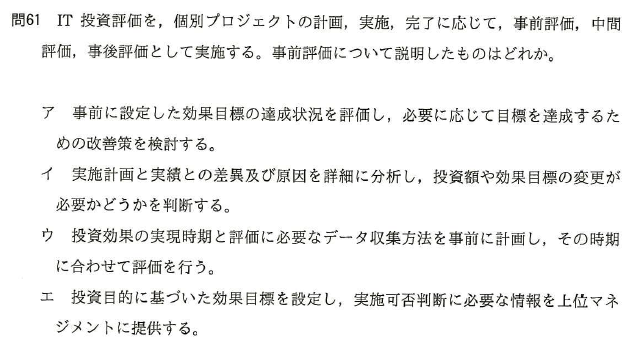 問61 IT 投資評価を，個別プロジェクトの計画，実施，完了に応じて，事前評価，中間
評価，事後評価として実施する。事前評価について説明したものはどれか。
ア 事前に設定した効果目標の達成状況を評価し，必要に応じて目標を達成するた
めの改善策を検討する。
イ 実施計画と実績との差異及び原因を詳細に分析し，投資額や効果目標の変更が
必要かどうかを判断する。
ウ 投資効果の実現時期と評価に必要なデータ収集方法を事前に計画し，その時期
に合わせて評価を行う。
エ 投資目的に基づいた効果目標を設定し，実施可否判断に必要な情報を上位マネ
ジメントに提供する。